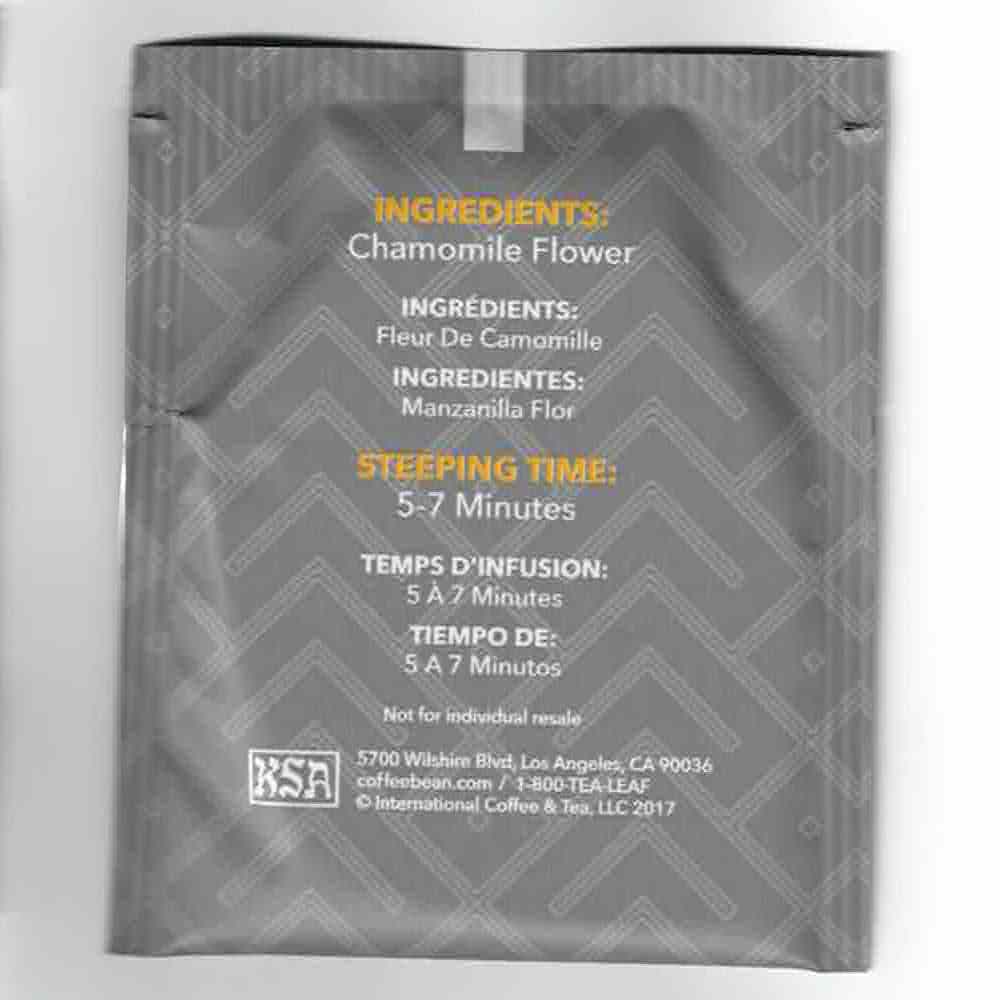 INGREDIENTS:
Chamomile Flower
INGRÉDIENTS:
Fleur De Camomille
INGREDIENTES:
Manzanilla Flor
STEEPING TIME:
5-7 Minutes
TEMPS D'INFUSION:
5 À 7 Minutes
TIEMPO DE:
5 A 7 Minutos
Not for individual resale
KSA
5700 Wilshire Blvd, Los Angeles, CA 90036
coffeebean.com / 1-800-TEA-LEAF
© International Coffee & Tea, LLC 2017